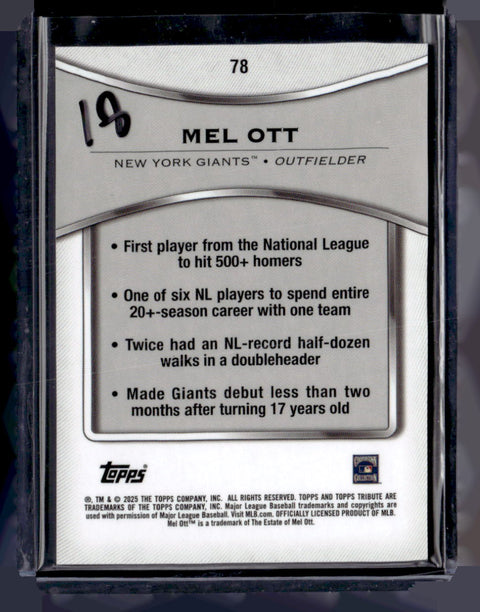 78
18
MEL OTT
NEW YORK GIANTS™ • OUTFIELDER
• First player from the National League
to hit 500+ homers
• One of six NL players to spend entire
20+-season career with one team
• Twice had an NL-record half-dozen
walks in a doubleheader
• Made Giants debut less than two
months after turning 17 years old
topps®
®, TM & © 2025 THE TOPPS COMPANY, INC. ALL RIGHTS RESERVED. TOPPS AND TOPPS TRIBUTE ARE
TRADEMARKS OF THE TOPPS COMPANY, INC. Major League Baseball trademarks and copyrights are
used with permission of Major League Baseball. Visit MLB.com. OFFICIALLY LICENSED PRODUCT OF MLB.
Mel Ott™ is a trademark of The Estate of Mel Ott.